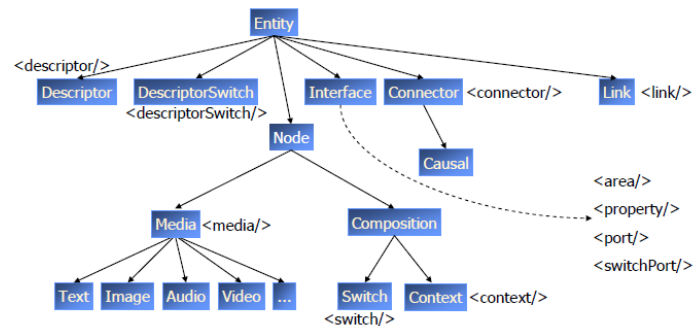 Entity
<descriptor/>
Descriptor
DescriptorSwitch
<descriptorSwitch/>
Interface
Connector
<connector/>
Link
<link/>
Node
Causal
<area/>
<property/>
<port/>
<switchPort/>
Media
<media/>
Composition
Text
Image
Audio
Video
...
Switch
<switch/>
Context
<context/>